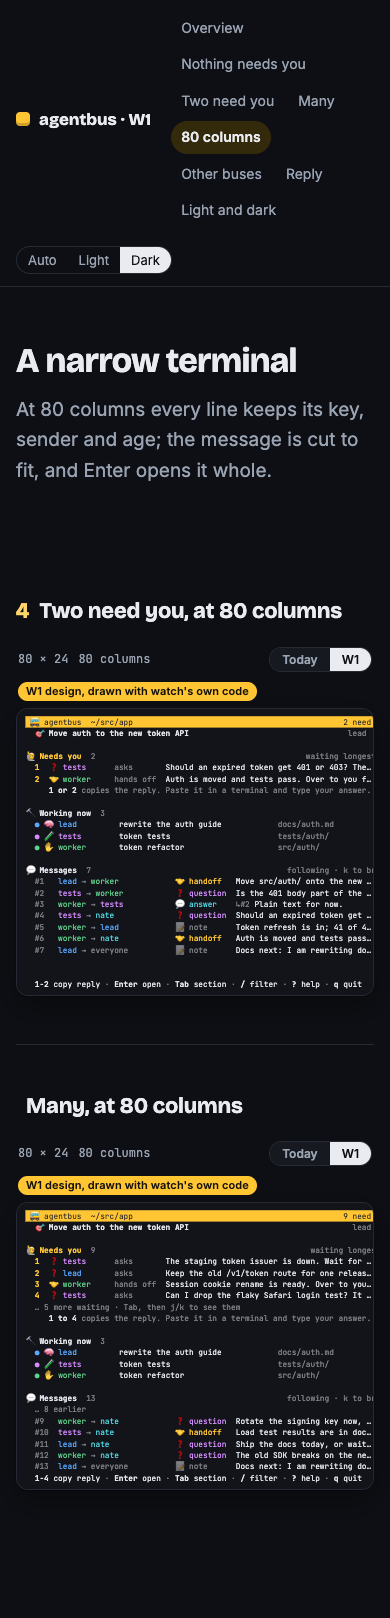 Overview
Nothing needs you
Two need you Many
agentbus · W1
80 columns
Other buses Reply
Light and dark
Auto Light Dark
A narrow terminal
At 80 columns every line keeps its key,
sender and age; the message is cut to
fit, and Enter opens it whole.
4 Two need you, at 80 columns
80 × 24 80 columns Today W1
W1 design, drawn with watch's own code
agentbus ~/src/app 2 need
Move auth to the new token API lead
Needs you 2 waiting longes
1 ? tests asks Should an expired token get 401 or 403? The…
2 worker hands off Auth is moved and tests pass. Over to you f…
1 or 2 copies the reply. Paste it in a terminal and type your answer.
Working now 3
● lead rewrite the auth guide docs/auth.md
● tests token tests tests/auth/
● worker token refactor src/auth/
Messages 7 following · k to br
#1 lead → worker handoff Move src/auth/ onto the new …
#2 tests → worker ? question Is the 401 body part of the …
#3 worker → tests answer ↳#2 Plain text for now.
#4 tests → nate ? question Should an expired token get …
#5 worker → lead note Token refresh is in; 41 of 4…
#6 worker → nate handoff Auth is moved and tests pass…
#7 lead → everyone note Docs next: I am rewriting do…
1-2 copy reply · Enter open · Tab section · / filter · ? help · q quit
Many, at 80 columns
80 × 24 80 columns Today W1
W1 design, drawn with watch's own code
agentbus ~/src/app 9 need
Move auth to the new token API lead
Needs you 9 waiting longes
1 ? tests asks The staging token issuer is down. Wait for …
2 ? lead asks Keep the old /v1/token route for one releas…
3 worker hands off Session cookie rename is ready. Over to you…
4 ? tests asks Can I drop the flaky Safari login test? It …
… 5 more waiting · Tab, then j/k to see them
1 to 4 copies the reply. Paste it in a terminal and type your answer.
Working now 3
● lead rewrite the auth guide docs/auth.md
● tests token tests tests/auth/
● worker token refactor src/auth/
Messages 13 following · k to br
… 8 earlier
#9 worker → nate ? question Rotate the signing key now, …
#10 tests → nate handoff Load test results are in doc…
#11 lead → nate ? question Ship the docs today, or wait…
#12 worker → nate ? question The old SDK breaks on the ne…
#13 lead → everyone note Docs next: I am rewriting do…
1-4 copy reply · Enter open · Tab section · / filter · ? help · q quit